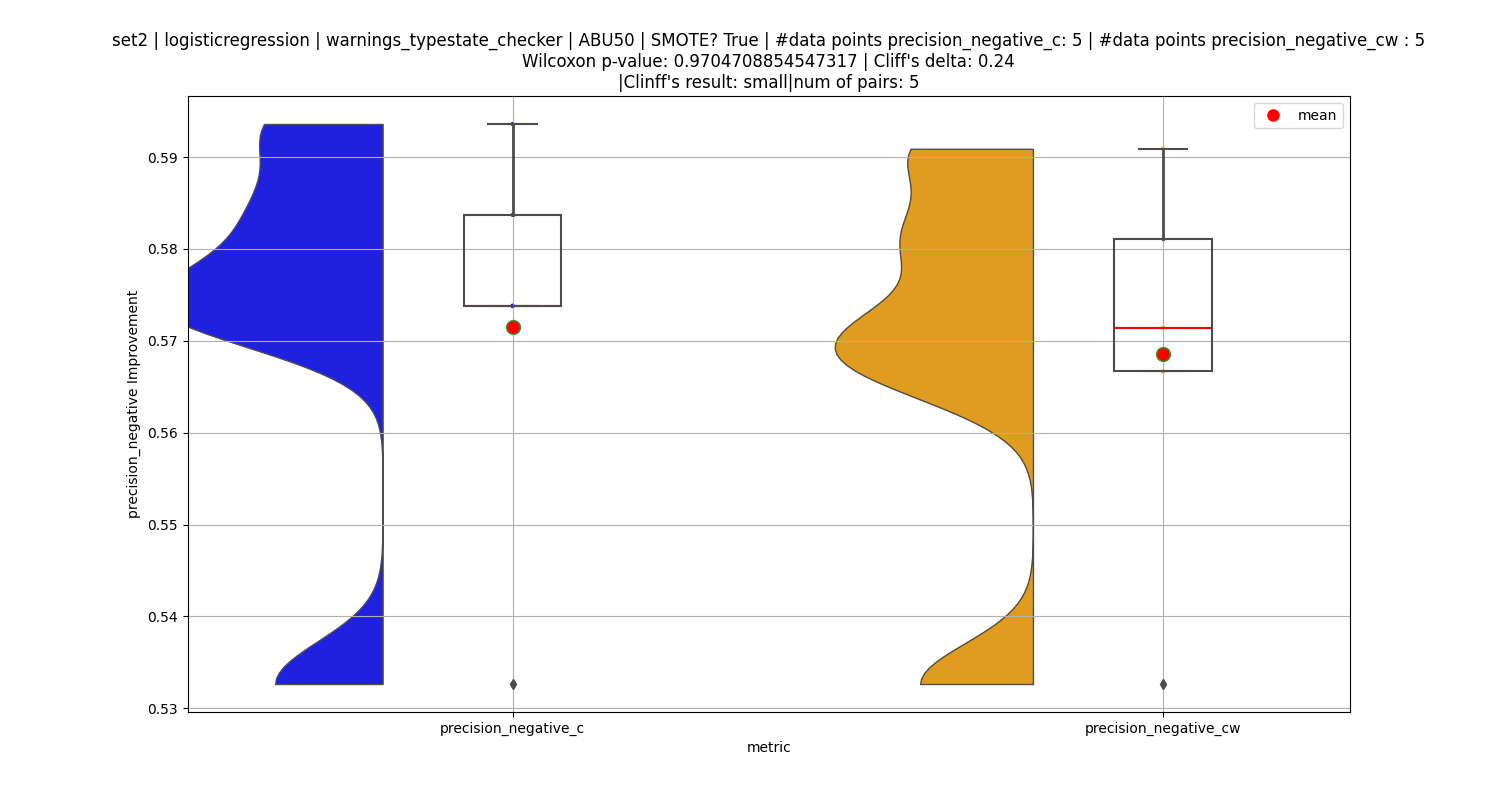 set2 | logisticregression | warnings_typestate_checker | ABU50 | SMOTE? True | #data points precision_negative_c: 5 | #data points precision_negative_cw : 5
Wilcoxon p-value: 0.9704708854547317 | Cliff's delta: 0.24
|Clinff's result: small|num of pairs: 5
mean
0.59
0.58
0.57
0.56
0.55
0.54
0.53
precision_negative Improvement
precision_negative_c
precision_negative_cw
metric